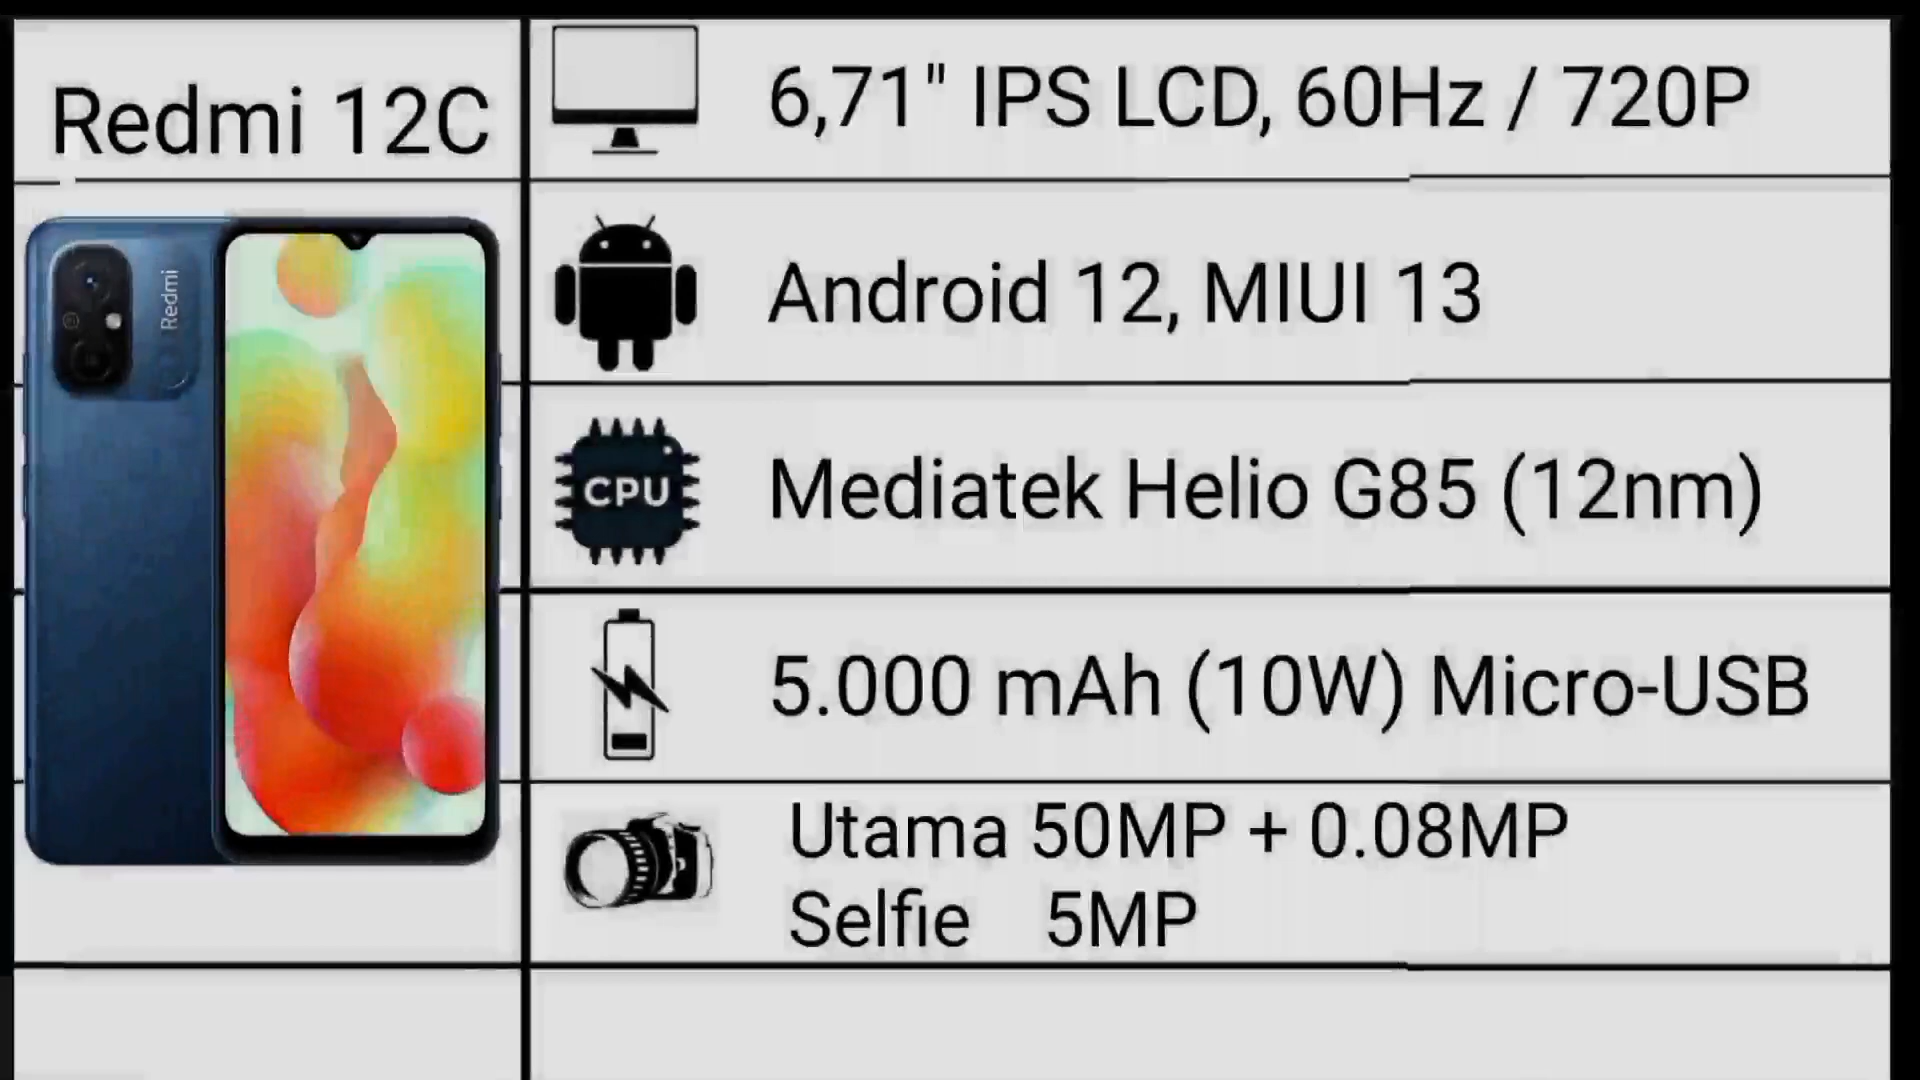 Redmi 12C
Redmi
6,71" IPS LCD, 60Hz / 720P
Android 12, MIUI 13
CPU
Mediatek Helio G85 (12nm)
5.000 mAh (10W) Micro-USB
Utama 50MP + 0.08MP
Selfie 5MP